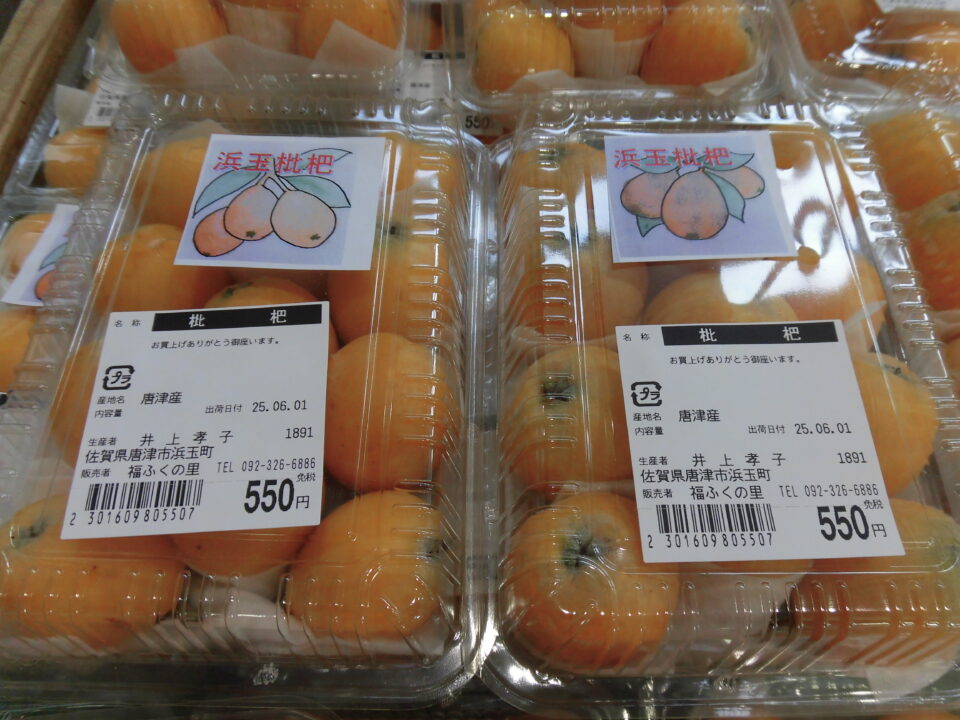 550
浜玉枇杷
名 称 枇 杷
お買上げありがとう御座います。
プラ
産地名 唐津産
内容量 出荷日付 25.06.01
生産者 井 上 孝 子 1891
佐賀県唐津市浜玉町
販売者 福ふくの里 TEL 092-326-6886
免税
550円
2 301609805507
浜玉枇杷
名 称 枇 杷
お買上げありがとう御座います。
プラ
産地名 唐津産
内容量 出荷日付 25.06.01
生産者 井 上 孝 子 1891
佐賀県唐津市浜玉町
販売者 福ふくの里 TEL 092-326-6886
免税
550円
2 301609805507